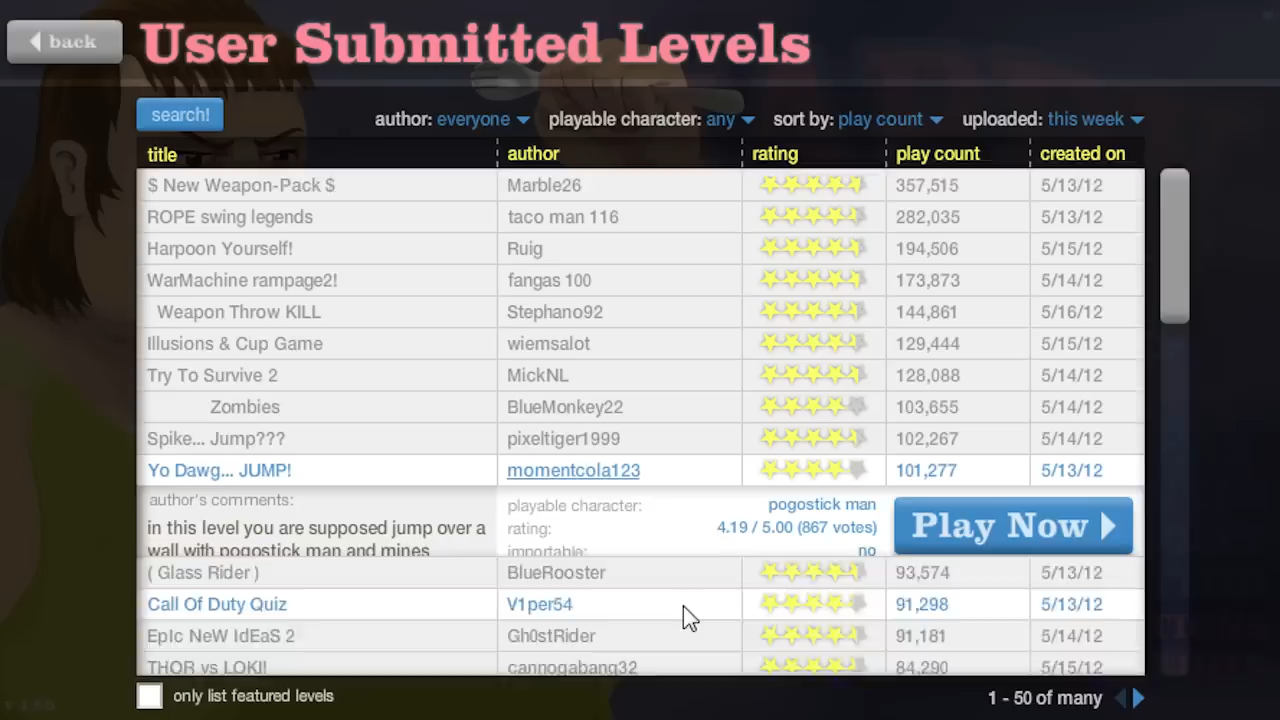 back
User Submitted Levels
search!
author: everyone playable character: any sort by: play count uploaded: this week
title author rating play count created on
$ New Weapon-Pack $ Marble26 357,515 5/13/12
ROPE swing legends taco man 116 282,035 5/13/12
Harpoon Yourself! Ruig 194,506 5/15/12
WarMachine rampage2! fangas 100 173,873 5/14/12
Weapon Throw KILL Stephano92 144,861 5/16/12
Illusions & Cup Game wiemsalot 129,444 5/15/12
Try To Survive 2 MickNL 128,088 5/14/12
Zombies BlueMonkey22 103,655 5/14/12
Spike... Jump??? pixeltiger1999 102,267 5/14/12
Yo Dawg... JUMP! momentcola123 101,277 5/13/12
author's comments:
in this level you are supposed jump over a
wall with pogostick man and mines
playable character: pogostick man
rating: 4.19 / 5.00 (867 votes)
importable: no
Play Now
( Glass Rider ) BlueRooster 93,574 5/13/12
Call Of Duty Quiz V1per54 91,298 5/13/12
EpIc NeW IdEaS 2 Gh0stRider 91,181 5/14/12
THOR vs LOKI! cannogabang32 84,290 5/15/12
only list featured levels
1 - 50 of many